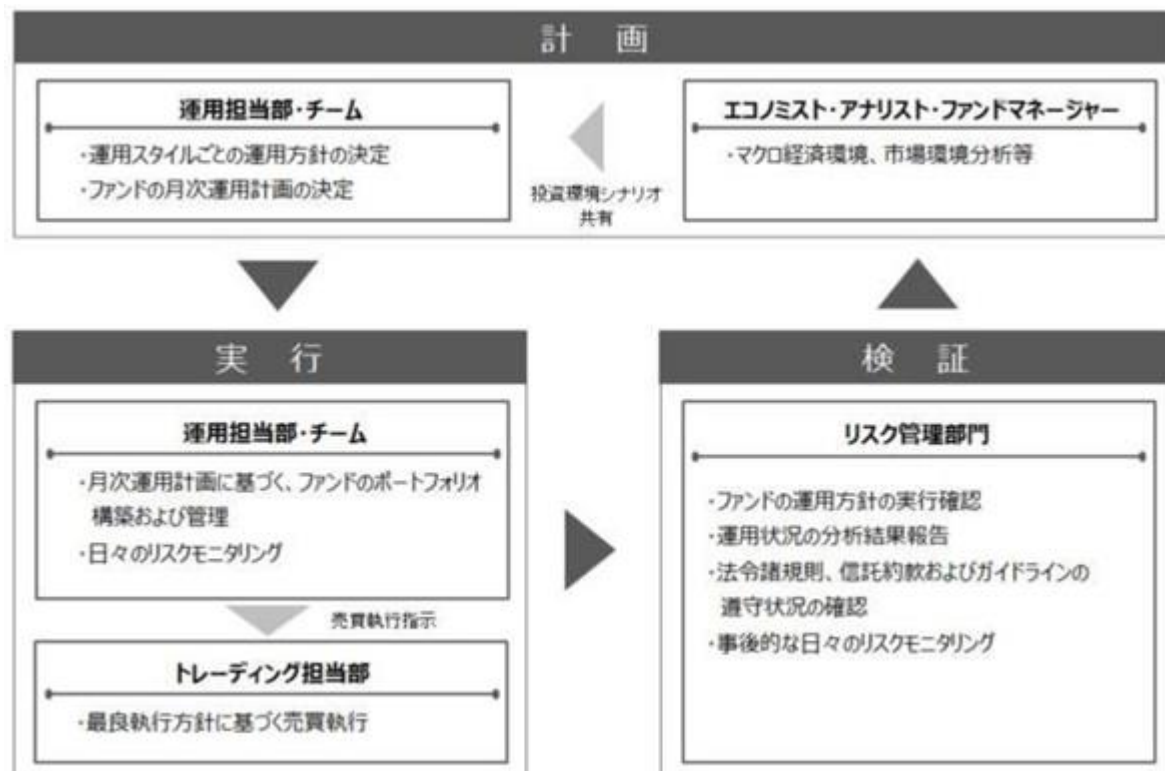 計 画
運用担当部・チーム
・運用スタイルごとの運用方針の決定
・ファンドの月次運用計画の決定
投資環境シナリオ
共有
エコノミスト・アナリスト・ファンドマネージャー
・マクロ経済環境、市場環境分析等
実 行
運用担当部・チーム
・月次運用計画に基づく、ファンドのポートフォリオ
構築および管理
・日々のリスクモニタリング
売買執行指示
トレーディング担当部
・最良執行方針に基づく売買執行
検 証
リスク管理部門
・ファンドの運用方針の実行確認
・運用状況の分析結果報告
・法令諸規則、信託約款およびガイドラインの
遵守状況の確認
・事後的な日々のリスクモニタリング